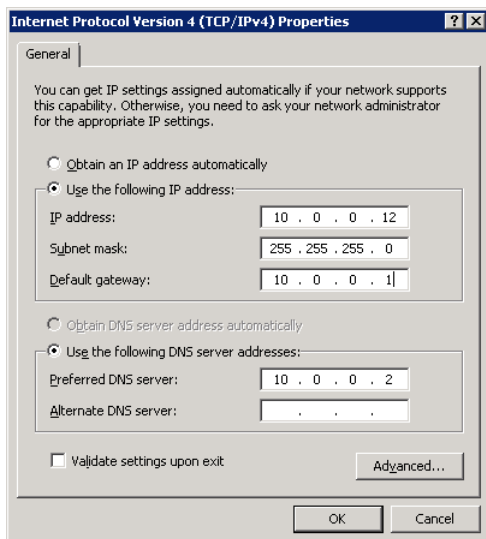 Internet Protocol Version 4 (TCP/IPv4) Properties
General
You can get IP settings assigned automatically if your network supports
this capability. Otherwise, you need to ask your network administrator
for the appropriate IP settings.
Obtain an IP address automatically
Use the following IP address:
IP address: 10 . 0 . 0 . 12
Subnet mask: 255 . 255 . 255 . 0
Default gateway: 10 . 0 . 0 . 1
Obtain DNS server address automatically
Use the following DNS server addresses:
Preferred DNS server: 10 . 0 . 0 . 2
Alternate DNS server: . . .
Validate settings upon exit
Advanced...
OK Cancel